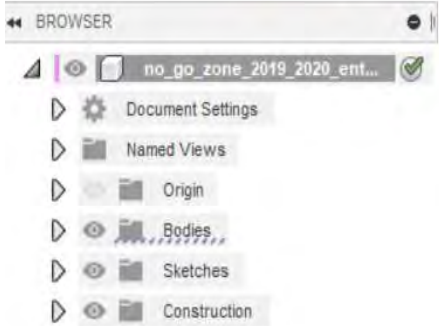 BROWSER
no_go_zone_2019_2020_ent...
Document Settings
Named Views
Origin
Bodies
Sketches
Construction